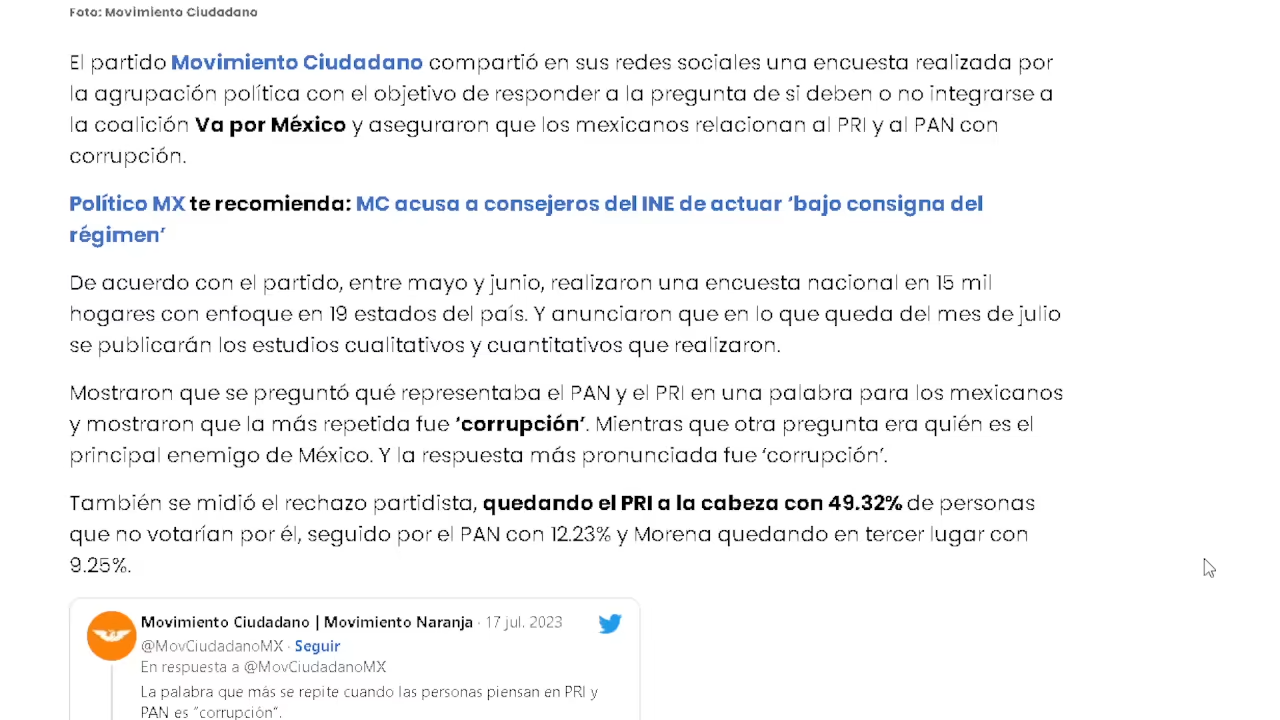 Foto: Movimiento Ciudadano
El partido Movimiento Ciudadano compartió en sus redes sociales una encuesta realizada por
la agrupación política con el objetivo de responder a la pregunta de si deben o no integrarse a
la coalición Va por México y aseguraron que los mexicanos relacionan al PRI y al PAN con
corrupción.
Político MX te recomienda: MC acusa a consejeros del INE de actuar ‘bajo consigna del
régimen’
De acuerdo con el partido, entre mayo y junio, realizaron una encuesta nacional en 15 mil
hogares con enfoque en 19 estados del país. Y anunciaron que en lo que queda del mes de julio
se publicarán los estudios cualitativos y cuantitativos que realizaron.
Mostraron que se preguntó qué representaba el PAN y el PRI en una palabra para los mexicanos
y mostraron que la más repetida fue ‘corrupción’. Mientras que otra pregunta era quién es el
principal enemigo de México. Y la respuesta más pronunciada fue ‘corrupción’.
También se midió el rechazo partidista, quedando el PRI a la cabeza con 49.32% de personas
que no votarían por él, seguido por el PAN con 12.23% y Morena quedando en tercer lugar con
9.25%.
Movimiento Ciudadano | Movimiento Naranja · 17 jul. 2023
@MovCiudadanoMX · Seguir
En respuesta a @MovCiudadanoMX
La palabra que más se repite cuando las personas piensan en PRI y
PAN es “corrupción”.